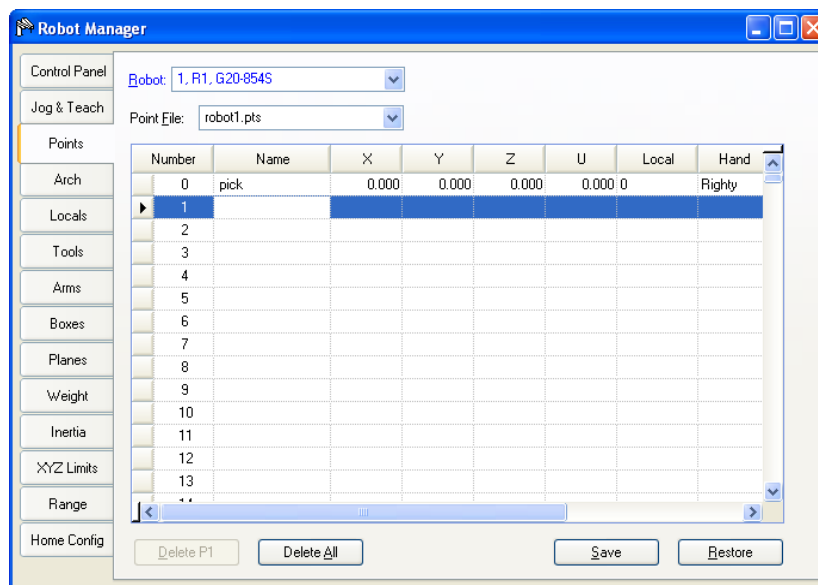 Robot Manager
Control Panel
Jog & Teach
Points
Arch
Locals
Tools
Arms
Boxes
Planes
Weight
Inertia
XYZ Limits
Range
Home Config
Robot: 1, R1, G20-854S
Point File: robot1.pts
Number Name X Y Z U Local Hand
0 pick 0.000 0.000 0.000 0.000 0 Righty
1
2
3
4
5
6
7
8
9
10
11
12
13
Delete P1 Delete All Save Restore